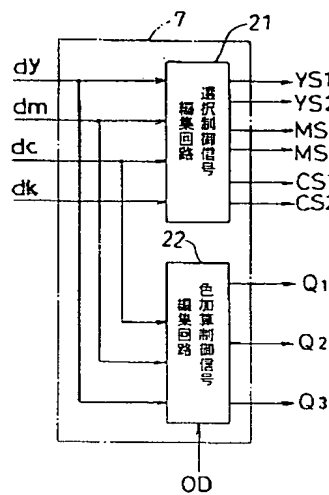 7
21
dy
dm
dc
dk
選択制御信号
編集回路
YS1
YS2
MS
MS
CS
CS2
22
色加算制御信号
編集回路
Q1
Q2
Q3
OD